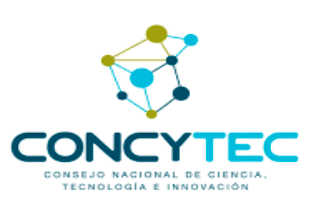 CONCYTEC
CONSEJO NACIONAL DE CIENCIA,
TECNOLOGÍA E INNOVACIÓN